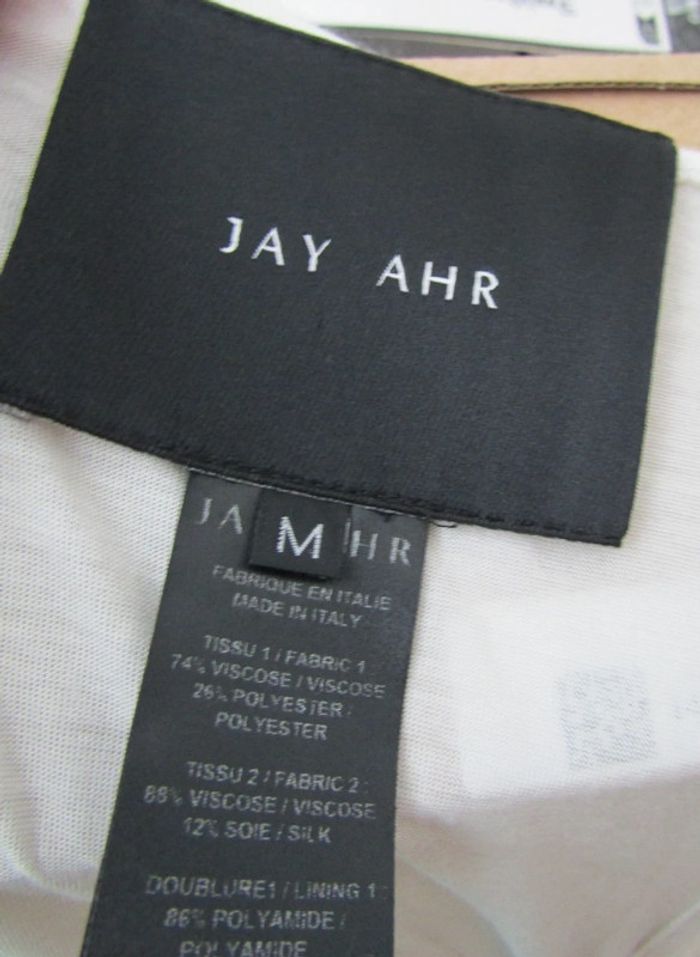 JAY AHR
JA
M
HR
FABRIQUE EN ITALIE
MADE IN ITALY
TISSU 1 / FABRIC 1 :
74% VISCOSE / VISCOSE
26% POLYESTER /
POLYESTER
TISSU 2 / FABRIC 2 :
88% VISCOSE / VISCOSE
12% SOIE / SILK
DOUBLURE1 / LINING 1 :
86% POLYAMIDE /
POLYAMIDE